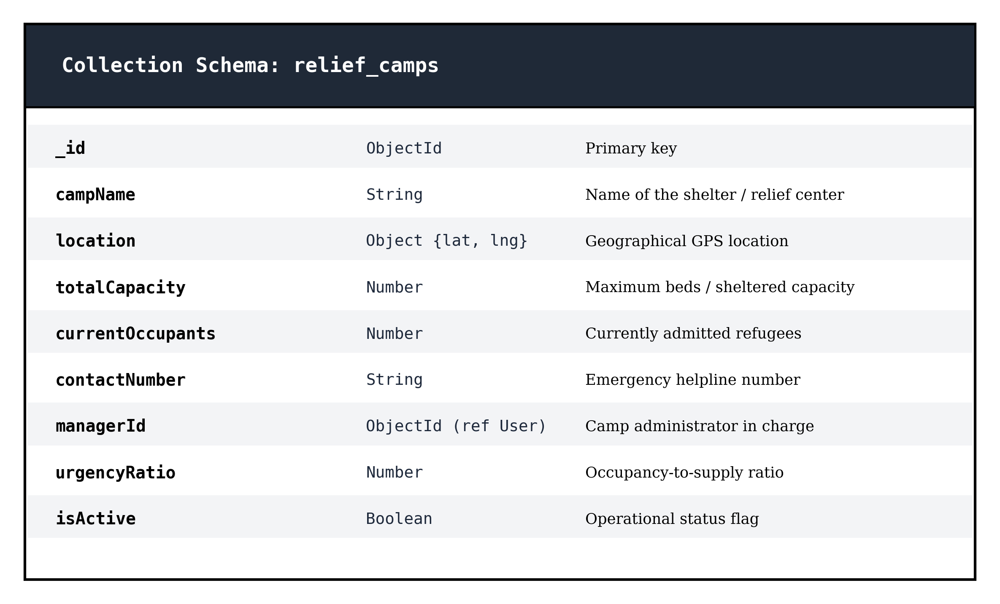 Collection Schema: relief_camps
_id ObjectId Primary key
campName String Name of the shelter / relief center
location Object {lat, lng} Geographical GPS location
totalCapacity Number Maximum beds / sheltered capacity
currentOccupants Number Currently admitted refugees
contactNumber String Emergency helpline number
managerId ObjectId (ref User) Camp administrator in charge
urgencyRatio Number Occupancy-to-supply ratio
isActive Boolean Operational status flag